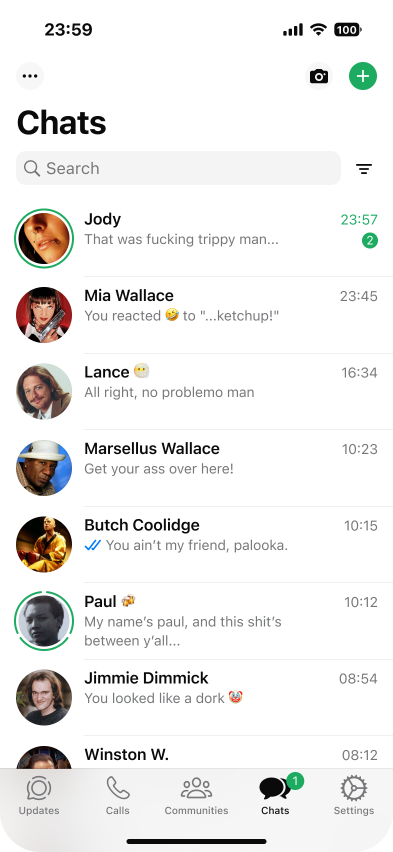 23:59
100
Chats
Search
Jody
23:57
That was fucking trippy man...
2
Mia Wallace
23:45
You reacted 🤣 to "...ketchup!"
Lance 😶
16:34
All right, no problemo man
Marsellus Wallace
10:23
Get your ass over here!
Butch Coolidge
10:15
You ain’t my friend, palooka.
Paul 🍻
10:12
My name’s paul, and this shit’s
between y’all...
Jimmie Dimmick
08:54
You looked like a dork 🤡
Winston W.
08:12
1
Updates
Calls
Communities
Chats
Settings